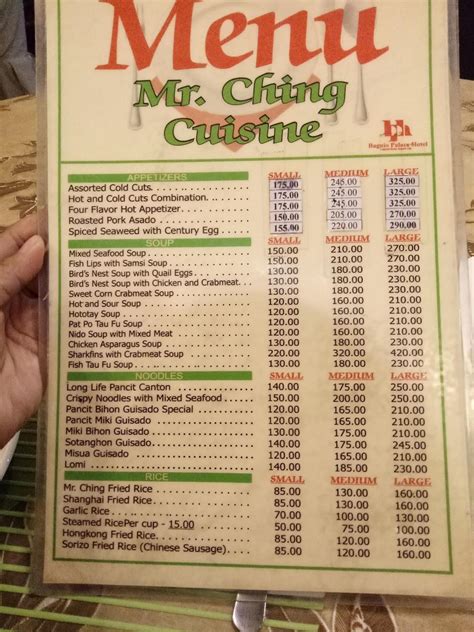 Menu
Mr. Ching
Cuisine
bph
Baguio Palace Hotel
APPETIZERS SMALL MEDIUM LARGE
Assorted Cold Cuts. 175.00 245.00 325.00
Hot and Cold Cuts Combination. 175.00 245.00 325.00
Four Flavor Hot Appetizer. 175.00 245.00 325.00
Roasted Pork Asado 150.00 205.00 270.00
Spiced Seaweed with Century Egg 155.00 220.00 290.00
SOUP SMALL MEDIUM LARGE
Mixed Seafood Soup 150.00 210.00 270.00
Fish Lips with Samsi Soup 150.00 210.00 270.00
Bird's Nest Soup with Quail Eggs 130.00 180.00 230.00
Bird's Nest Soup with Chicken and Crabmeat 130.00 180.00 230.00
Sweet Corn Crabmeat Soup 130.00 180.00 230.00
Hot and Sour Soup 120.00 160.00 210.00
Hototay Soup 120.00 160.00 210.00
Pat Po Tau Fu Soup 120.00 160.00 210.00
Nido Soup with Mixed Meat 130.00 180.00 230.00
Chicken Asparagus Soup 130.00 180.00 230.00
Sharkfins with Crabmeat Soup 220.00 320.00 420.00
Fish Tau Fu Soup 130.00 180.00 230.00
NOODLES SMALL MEDIUM LARGE
Long Life Pancit Canton 140.00 175.00 250.00
Crispy Noodles with Mixed Seafood 150.00 200.00 250.00
Pancit Bihon Guisado Special 120.00 165.00 210.00
Pancit Miki Guisado 120.00 165.00 210.00
Miki Bihon Guisado 130.00 175.00 210.00
Sotanghon Guisado 140.00 175.00 245.00
Misua Guisado 120.00 165.00 210.00
Lomi 140.00 185.00 230.00
RICE SMALL MEDIUM LARGE
Mr. Ching Fried Rice 85.00 130.00 160.00
Shanghai Fried Rice 85.00 130.00 160.00
Garlic Rice 70.00 100.00 130.00
Steamed RicePer cup - 15.00 50.00 75.00 100.00
Hongkong Fried Rice 85.00 120.00 160.00
Sorizo Fried Rice (Chinese Sausage) 85.00 120.00 160.00